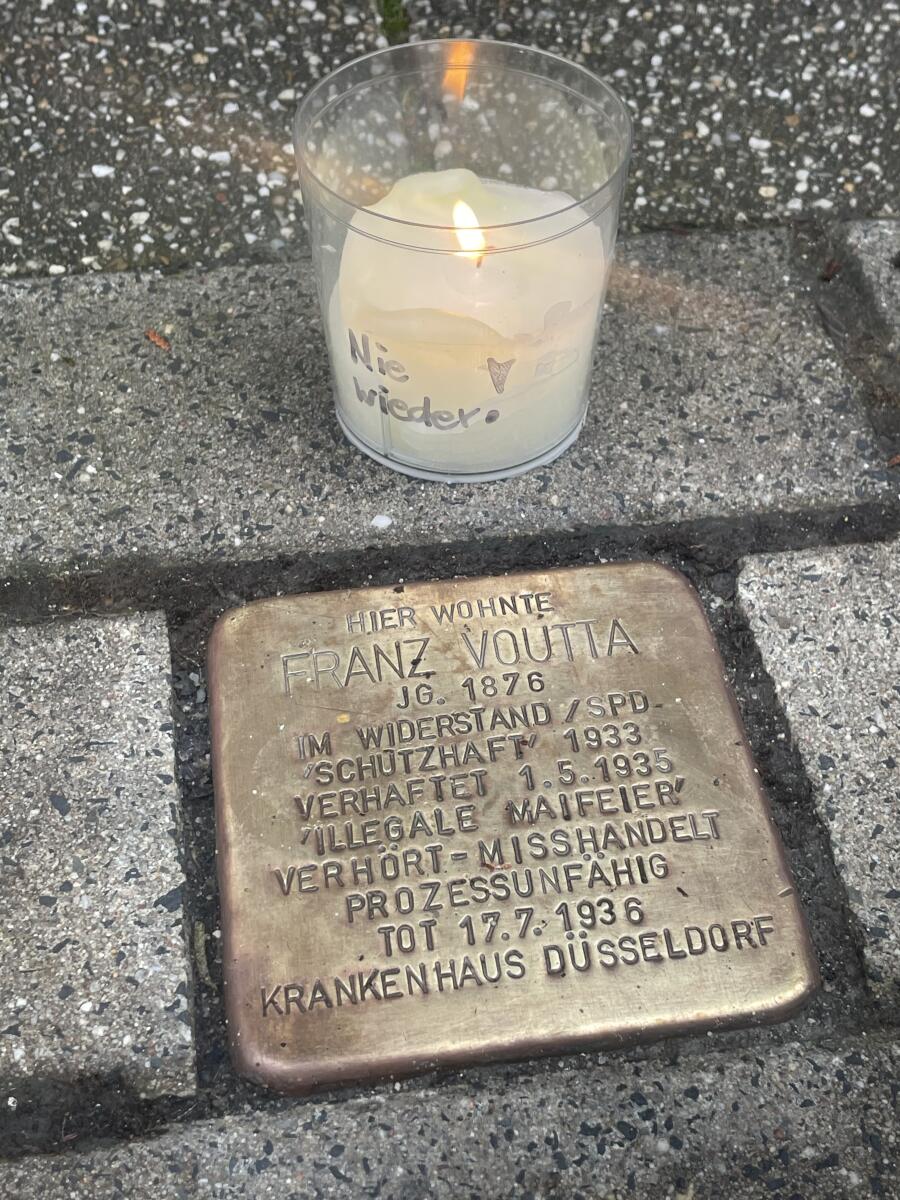 Nie
wieder.
HIER WOHNTE
FRANZ VOUTTA
JG. 1876
IM WIDERSTAND / SPD
'SCHUTZHAFT' 1933
VERHAFTET 1.5.1935
'ILLEGALE MAIFEIER'
VERHÖRT - MISSHANDELT
PROZESSUNFÄHIG
TOT 17.7.1936
KRANKENHAUS DÜSSELDORF